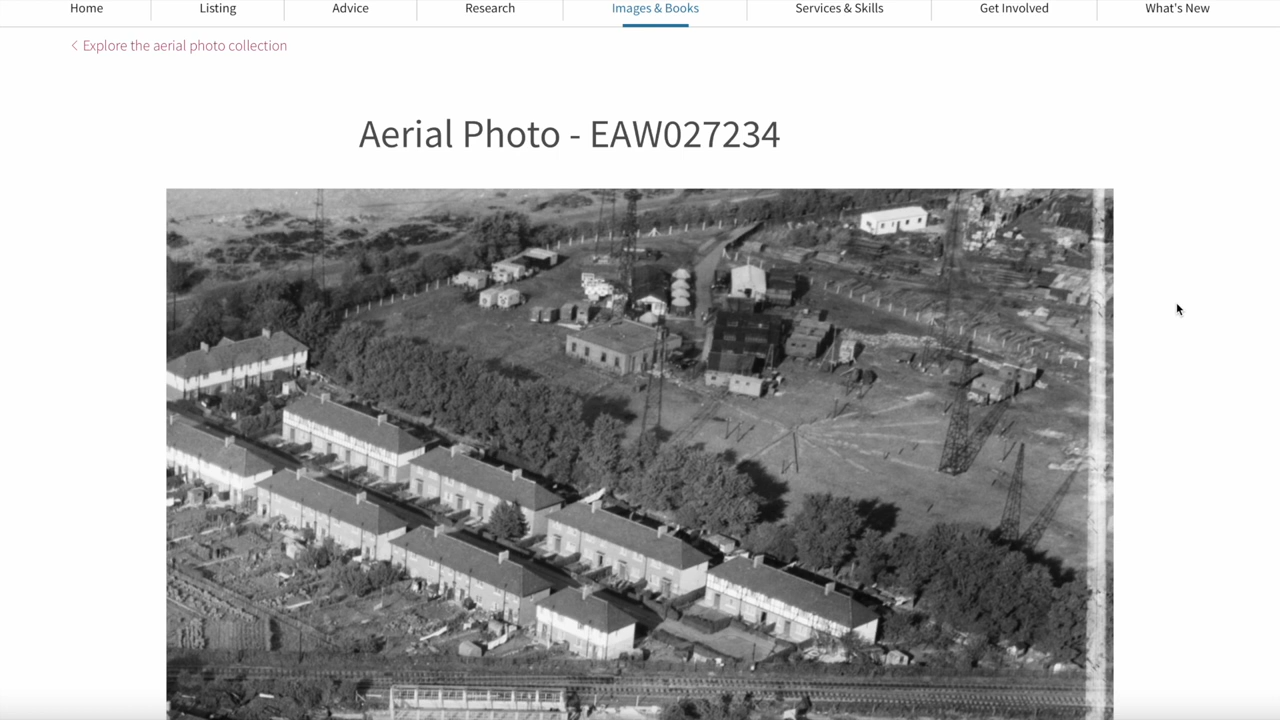 Home Listing Advice Research Images & Books Services & Skills Get Involved What's New
< Explore the aerial photo collection
Aerial Photo - EAW027234